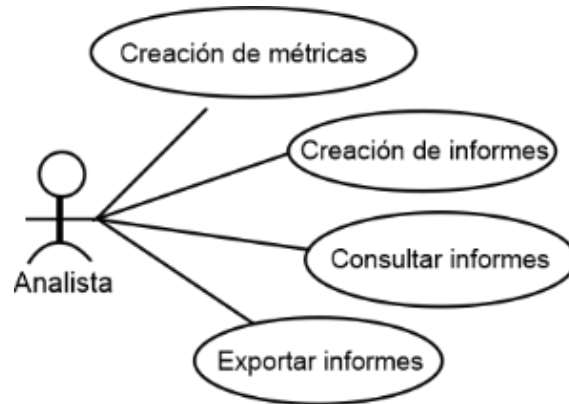 Creación de métricas
Creación de informes
Consultar informes
Analista
Exportar informes